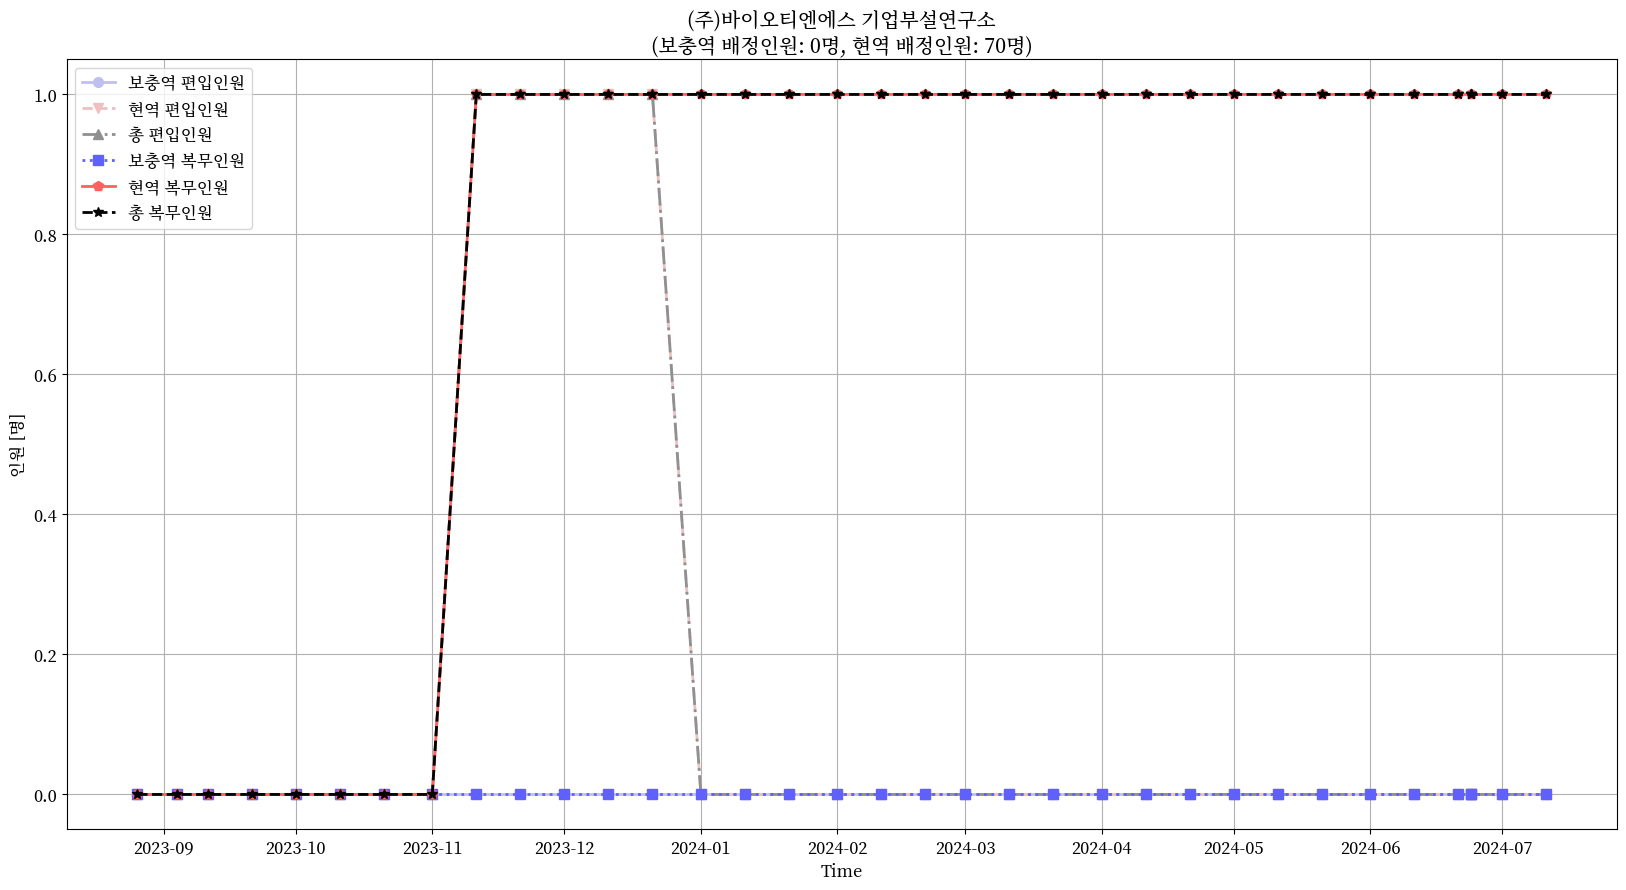 (주)바이오티엔에스 기업부설연구소
(보충역 배정인원: 0명, 현역 배정인원: 70명)
보충역 편입인원
현역 편입인원
총 편입인원
보충역 복무인원
현역 복무인원
총 복무인원
1.0
0.8
0.6
0.4
0.2
0.0
인원 [명]
2023-09 2023-10 2023-11 2023-12 2024-01 2024-02 2024-03 2024-04 2024-05 2024-06 2024-07
Time